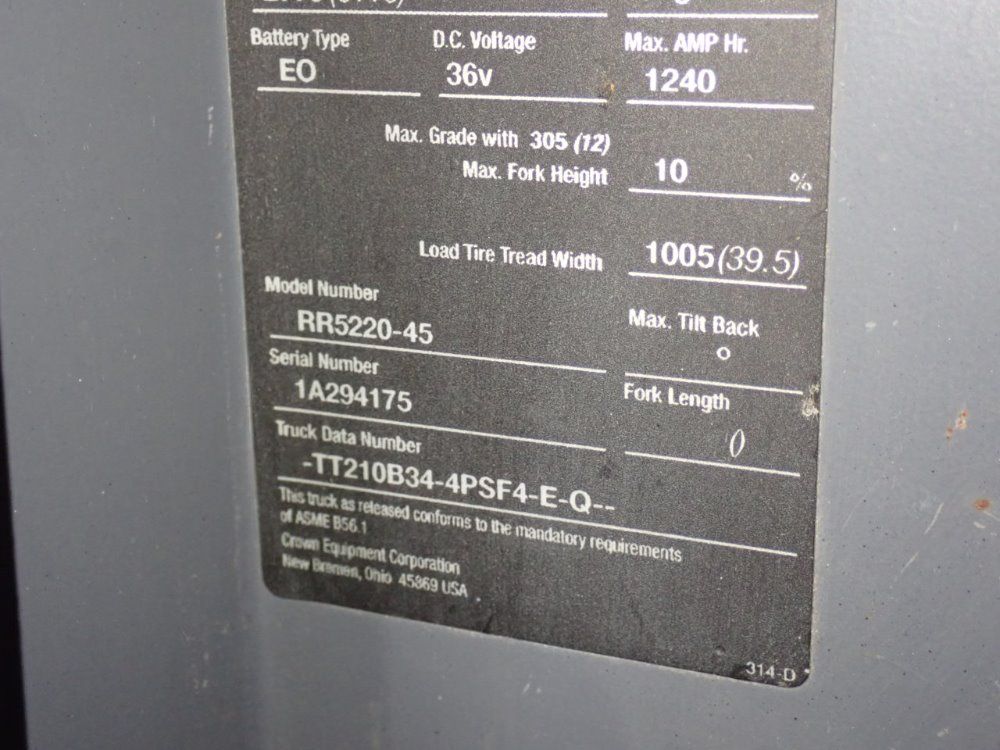 Battery Type D.C. Voltage Max. AMP Hr.
EO 36v 1240
Max. Grade with 305 (12)
Max. Fork Height 10 %
Load Tire Tread Width 1005 (39.5)
Model Number
RR5220-45
Max. Tilt Back
°
Serial Number
1A294175
Fork Length
()
Truck Data Number
-TT210B34-4PSF4-E-Q--
This truck as released conforms to the mandatory requirements
of ASME B56.1
Crown Equipment Corporation
New Bremen, Ohio 45869 USA
314-D